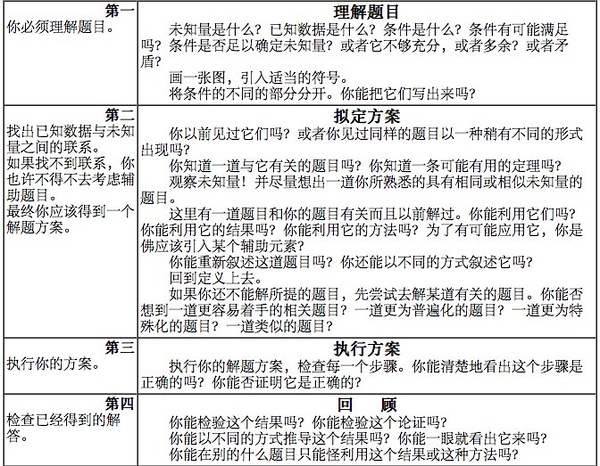 第一
你必须理解题目。
理解题目
未知量是什么？已知数据是什么？条件是什么？条件有可能满足
吗？条件是否足以确定未知量？或者它不够充分，或者多余？或者矛
盾？
画一张图，引入适当的符号。
将条件的不同的部分分开。你能把它们写出来吗？
第二
找出已知数据与未知
量之间的联系。
如果找不到联系，你
也许不得不去考虑辅
助题目。
最终你应该得到一个
解题方案。
拟定方案
你以前见过它们吗？或者你见过同样的题目以一种稍有不同的形式
出现吗？
你知道一道与它有关的题目吗？你知道一条可能有用的定理吗？
观察未知量！并尽量想出一道你所熟悉的具有相同或相似未知量的
题目。
这里有一道题目和你的题目有关而且以前解过。你能利用它们吗？
你能利用它的结果吗？你能利用它的方法吗？为了有可能应用它，你是
佛应该引入某个辅助元素？
你能重新叙述这道题目吗？你还能以不同的方式叙述它吗？
回到定义上去。
如果你还不能解所提的题目，先尝试去解某道有关的题目。你能否
想到一道更容易着手的相关题目？一道更为普遍化的题目？一道更为特
殊化的题目？一道类似的题目？
第三
执行你的方案。
执行方案
执行你的解题方案，检查每一个步骤。你能清楚地看出这个步骤是
正确的吗？你能否证明它是正确的？
第四
检查已经得到的解
答。
回 顾
你能检验这个结果吗？你能检验这个论证吗？
你能以不同的方式推导这个结果吗？你能一眼就看出它来吗？
你能在别的什么题目只能怪利用这个结果或这种方法吗？